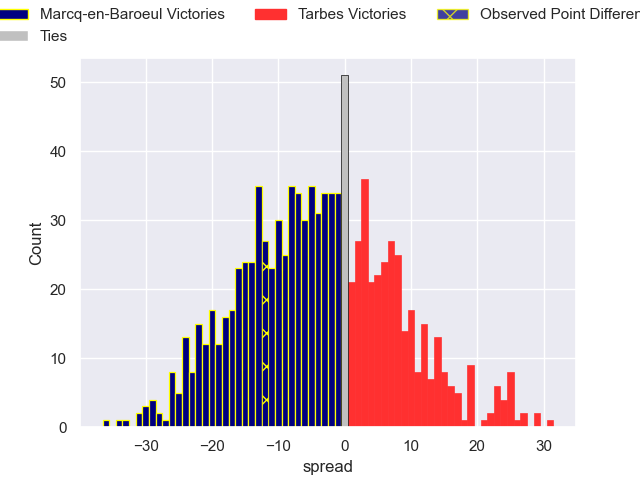 Marcq-en-Baroeul Victories Tarbes Victories Observed Point
Ties
50
40
30
20
10
0
Count
−30 −20 −10 0 10 20 30
spread